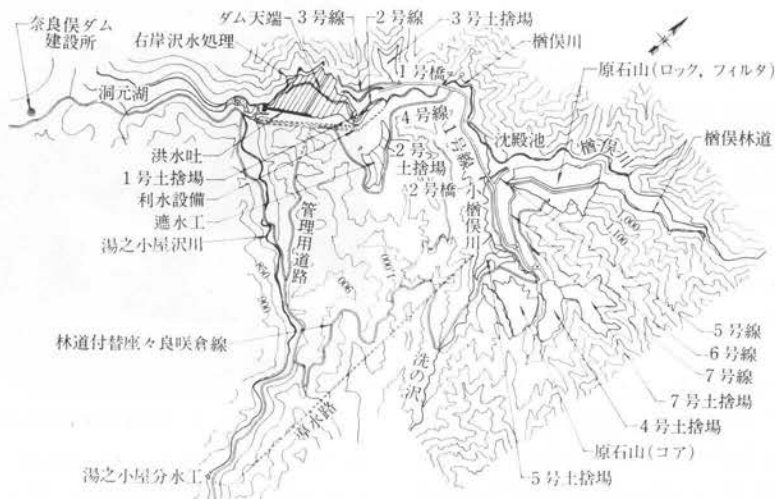 奈良俣ダム
建設所
洞元湖
右岸沢水処理
ダム天端
3号線
2号線
3号土捨場
1号橋
楢俣川
原石山(ロック, フィルタ)
4号線
1号線
沈殿池
楢俣川
楢俣林道
洪水吐
1号土捨場
利水設備
遮水工
湯之小屋沢川
管理用道路
2号
土捨場
2号橋
小楢俣川
1,100
850
900
900
林道付替座々良咲倉線
洗の沢
導水路
湯之小屋分水工
5号線
6号線
7号線
7号土捨場
4号土捨場
原石山(コア)
5号土捨場